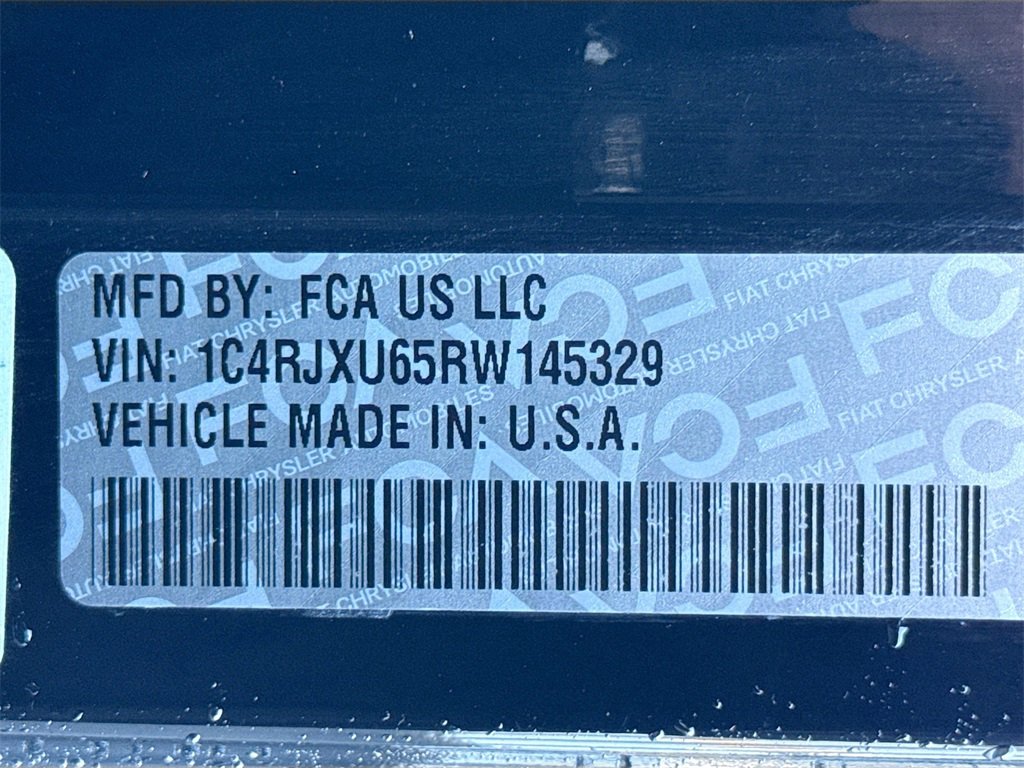 MFD BY: FCA US LLC
VIN: 1C4RJXU65RW145329
VEHICLE MADE IN: U.S.A.